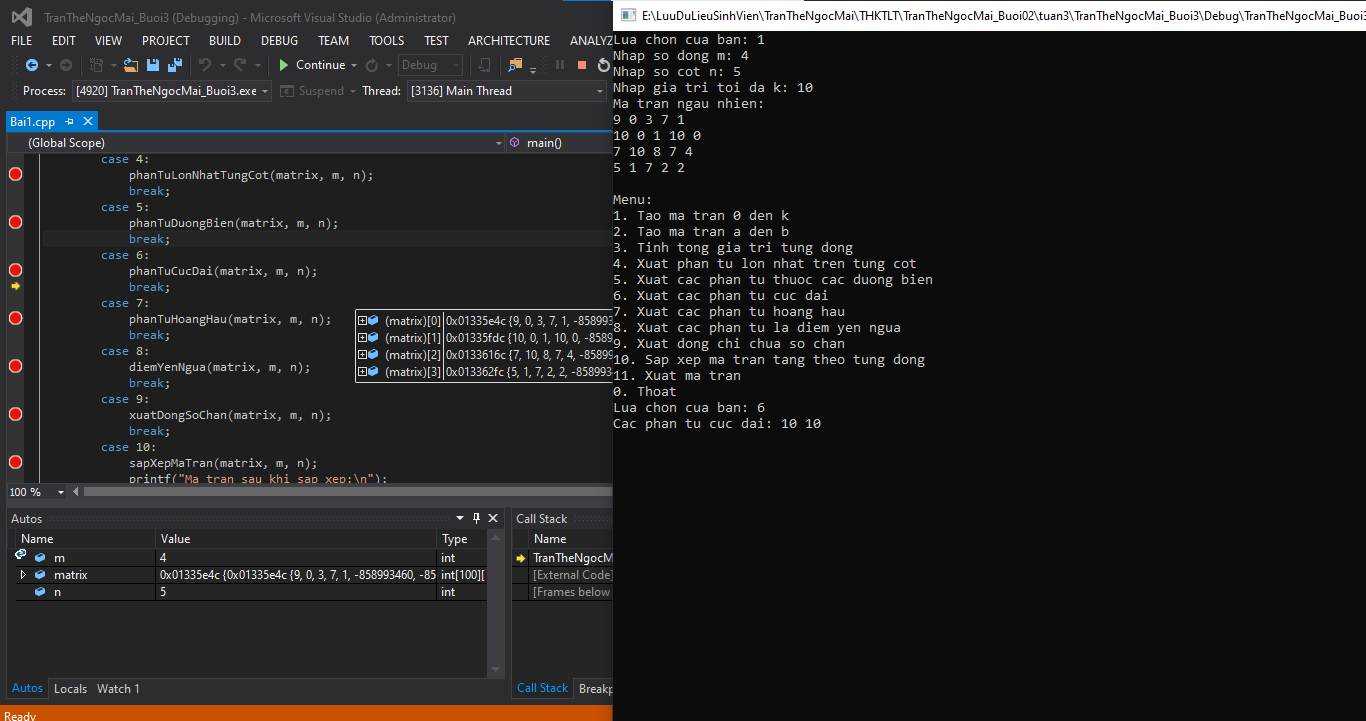 TranTheNgocMai_Buoi3 (Debugging) - Microsoft Visual Studio (Administrator)
FILE EDIT VIEW PROJECT BUILD DEBUG TEAM TOOLS TEST ARCHITECTURE ANALYZ
Continue Debug
Process: [4920] TranTheNgocMai_Buoi3.exe Suspend Thread: [3136] Main Thread
Bai1.cpp
(Global Scope) main()
case 4:
phanTuLonNhatTungCot(matrix, m, n);
break;
case 5:
phanTuDuongBien(matrix, m, n);
break;
case 6:
phanTuCucDai(matrix, m, n);
break;
case 7:
phanTuHoangHau(matrix, m, n);
break;
case 8:
diemYenNgua(matrix, m, n);
break;
case 9:
xuatDongSoChan(matrix, m, n);
break;
case 10:
sapXepMaTran(matrix, m, n);
printf("Ma tran sau khi sap xep:\n");
(matrix)[0] 0x01335e4c {9, 0, 3, 7, 1, -858993
(matrix)[1] 0x01335fdc {10, 0, 1, 10, 0, -8589
(matrix)[2] 0x0133616c {7, 10, 8, 7, 4, -85899
(matrix)[3] 0x013362fc {5, 1, 7, 2, 2, -858993
100 %
Autos
Name Value Type
m 4 int
matrix 0x01335e4c {0x01335e4c {9, 0, 3, 7, 1, -858993460, -85 int[100][
n 5 int
Autos Locals Watch 1
Call Stack
Name
TranTheNgocM
[External Code]
[Frames below
Call Stack Breakp
Ready
E:\LuuDuLieuSinhVien\TranTheNgocMai\THKTLT\TranTheNgocMai_Buoi02\tuan3\TranTheNgocMai_Buoi3\Debug\TranTheNgocMai_Buoi3
Lua chon cua ban: 1
Nhap so dong m: 4
Nhap so cot n: 5
Nhap gia tri toi da k: 10
Ma tran ngau nhien:
9 0 3 7 1
10 0 1 10 0
7 10 8 7 4
5 1 7 2 2
Menu:
1. Tao ma tran 0 den k
2. Tao ma tran a den b
3. Tinh tong gia tri tung dong
4. Xuat phan tu lon nhat tren tung cot
5. Xuat cac phan tu thuoc cac duong bien
6. Xuat cac phan tu cuc dai
7. Xuat cac phan tu hoang hau
8. Xuat cac phan tu la diem yen ngua
9. Xuat dong chi chua so chan
10. Sap xep ma tran tang theo tung dong
11. Xuat ma tran
0. Thoat
Lua chon cua ban: 6
Cac phan tu cuc dai: 10 10